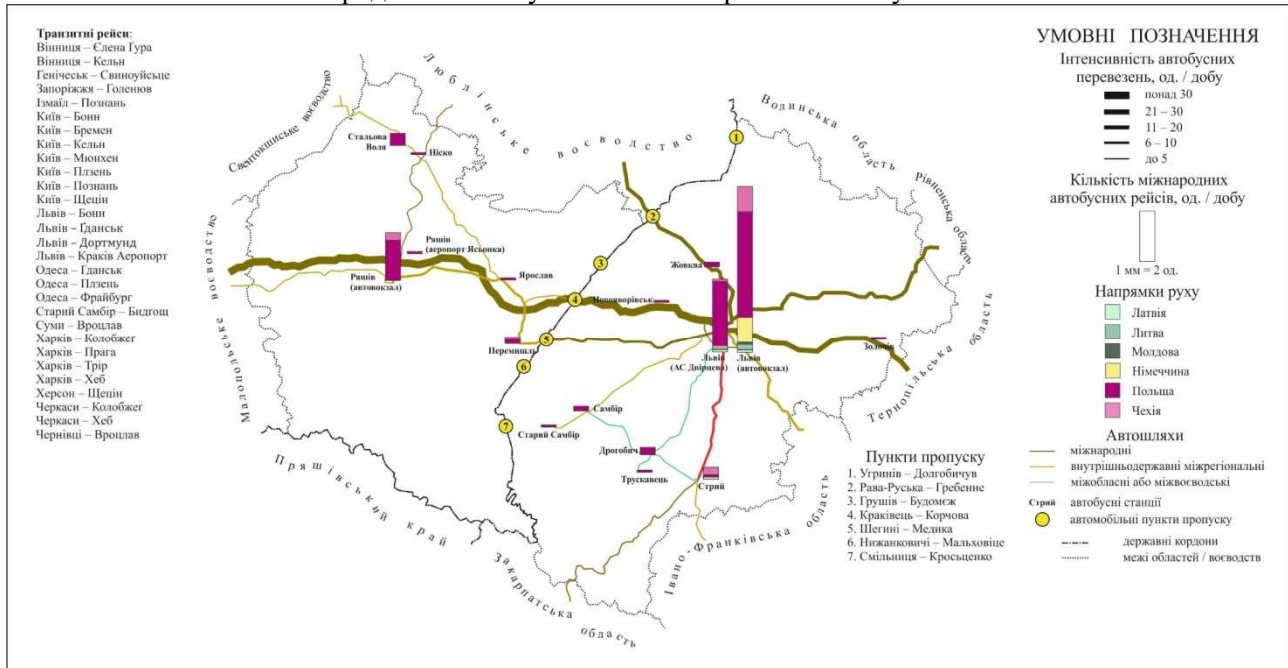 Транзитні рейси:
Вінниця – Єлена Ґура
Вінниця – Кельн
Генічеськ – Свиноуйсьце
Запоріжжя – Голенюв
Ізмаїл – Познань
Київ – Бонн
Київ – Бремен
Київ – Кельн
Київ – Мюнхен
Київ – Плзень
Київ – Познань
Київ – Щецін
Львів – Бонн
Львів – Ґданськ
Львів – Дортмунд
Львів – Краків Аеропорт
Одеса – Ґданськ
Одеса – Плзень
Одеса – Фрайбург
Старий Самбір – Бидґощ
Суми – Вроцлав
Харків – Колобжег
Харків – Прага
Харків – Трір
Харків – Хеб
Херсон – Щецін
Черкаси – Колобжег
Черкаси – Хеб
Чернівці – Вроцлав
Свентокшиське воєводство
Люблінське воєводство
Волинська область
Рівненська область
Тернопільська область
Івано-Франківська область
Закарпатська область
Пряшівський край
Малопольське воєводство
Стальова
Воля
Ніско
Ряшів
(аеропорт Ясьонка)
Ряшів
(автовокзал)
Ярослав
Перемишль
Новояворівськ
Жовква
Львів
(АС Двірцева)
Львів
(автовокзал)
Золочів
Самбір
Старий Самбір
Дрогобич
Трускавець
Стрий
1
2
3
4
5
6
7
Пункти пропуску
1. Угринів – Долгобичув
2. Рава-Руська – Гребенне
3. Грушів – Будомєж
4. Краківець – Корчова
5. Шегині – Медика
6. Нижанковичі – Мальховіце
7. Смільниця – Кросьценко
УМОВНІ ПОЗНАЧЕННЯ
Інтенсивність автобусних
перевезень, од. / добу
понад 30
21 – 30
11 – 20
6 – 10
до 5
Кількість міжнародних
автобусних рейсів, од. / добу
1 мм = 2 од.
Напрямки руху
Латвія
Литва
Молдова
Німеччина
Польща
Чехія
Автошляхи
міжнародні
внутрішньодержавні міжрегіональні
міжобласні або міжвоєводські
Стрий автобусні станції
автомобільні пункти пропуску
державні кордони
межі областей / воєводств